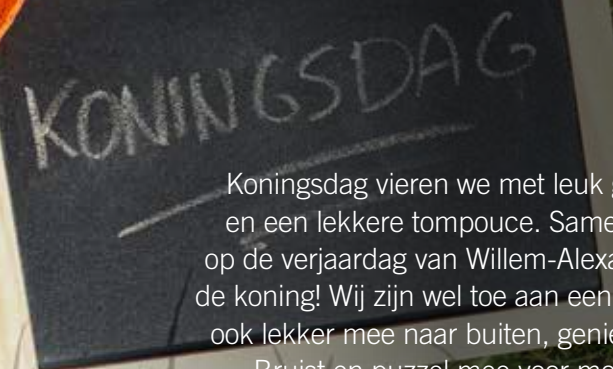 KONINGSDAG
Koningsdag vieren we met leuk
en een lekkere tompouce.
op de verjaardag van
de koning! Wij zijn wel toe aan een
ook lekker mee naar buiten,